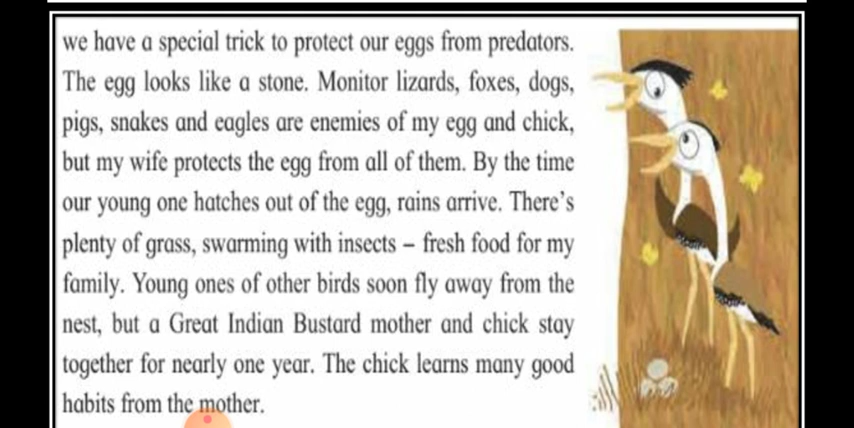 we have a special trick to protect our eggs from predators.
The egg looks like a stone. Monitor lizards, foxes, dogs,
pigs, snakes and eagles are enemies of my egg and chick,
but my wife protects the egg from all of them. By the time
our young one hatches out of the egg, rains arrive. There's
plenty of grass, swarming with insects – fresh food for my
family. Young ones of other birds soon fly away from the
nest, but a Great Indian Bustard mother and chick stay
together for nearly one year. The chick learns many good
habits from the mother.